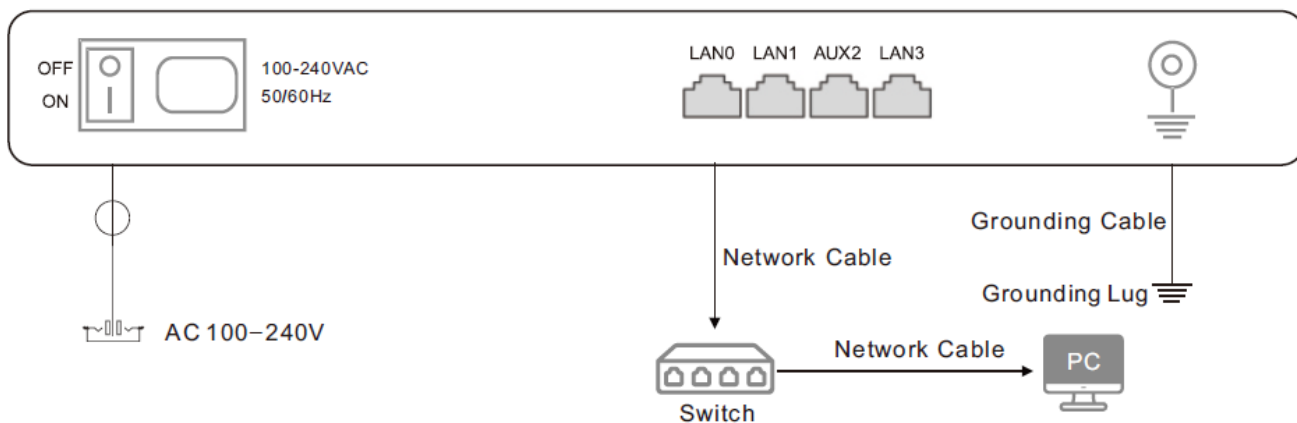 OFF
ON
100-240VAC
50/60Hz
LAN0 LAN1 AUX2 LAN3
Grounding Cable
Network Cable
Grounding Lug
AC 100–240V
Network Cable
PC
Switch